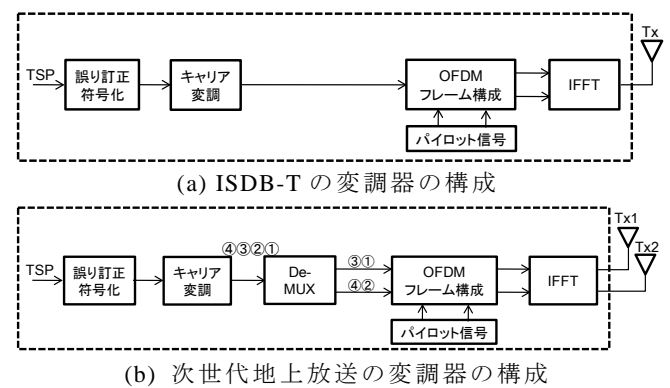 Tx
TSP
誤り訂正
符号化
キャリア
変調
OFDM
フレーム構成
IFFT
パイロット信号
(a) ISDB-T の変調器の構成
Tx1
Tx2
TSP
誤り訂正
符号化
キャリア
変調
④③②①
De-
MUX
③①
④②
OFDM
フレーム構成
IFFT
パイロット信号
(b) 次世代地上放送の変調器の構成